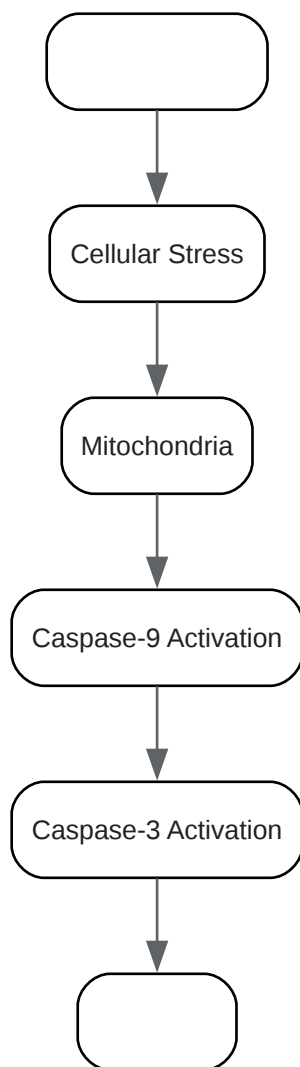 Cellular Stress
Mitochondria
Caspase-9 Activation
Caspase-3 Activation